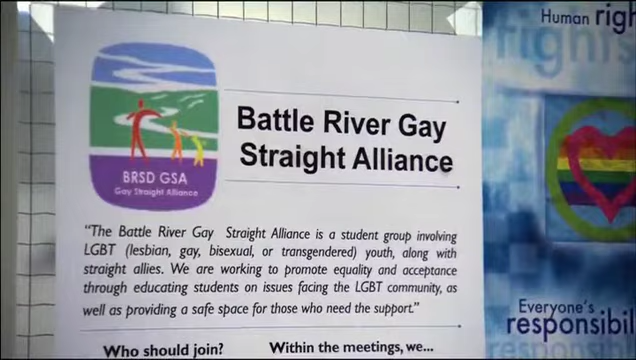 Battle River Gay
Straight Alliance
BRSD GSA
Gay Straight Alliance
"The Battle River Gay Straight Alliance is a student group involving
LGBT (lesbian, gay, bisexual, or transgendered) youth, along with
straight allies. We are working to promote equality and acceptance
through educating students on issues facing the LGBT community, as
well as providing a safe space for those who need the support."
Who should join?
Within the meetings, we...
Human
rights
Everyone's